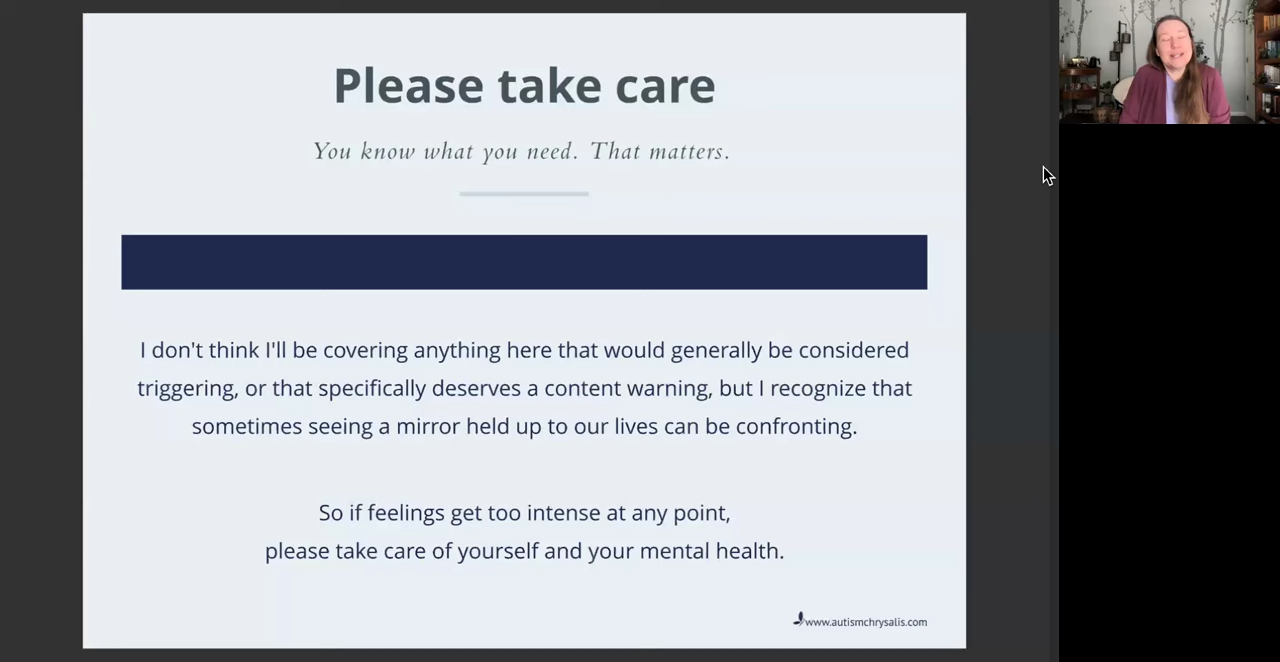 Please take care
You know what you need. That matters.
I don't think I'll be covering anything here that would generally be considered
triggering, or that specifically deserves a content warning, but I recognize that
sometimes seeing a mirror held up to our lives can be confronting.
So if feelings get too intense at any point,
please take care of yourself and your mental health.
www.autismchrysalis.com